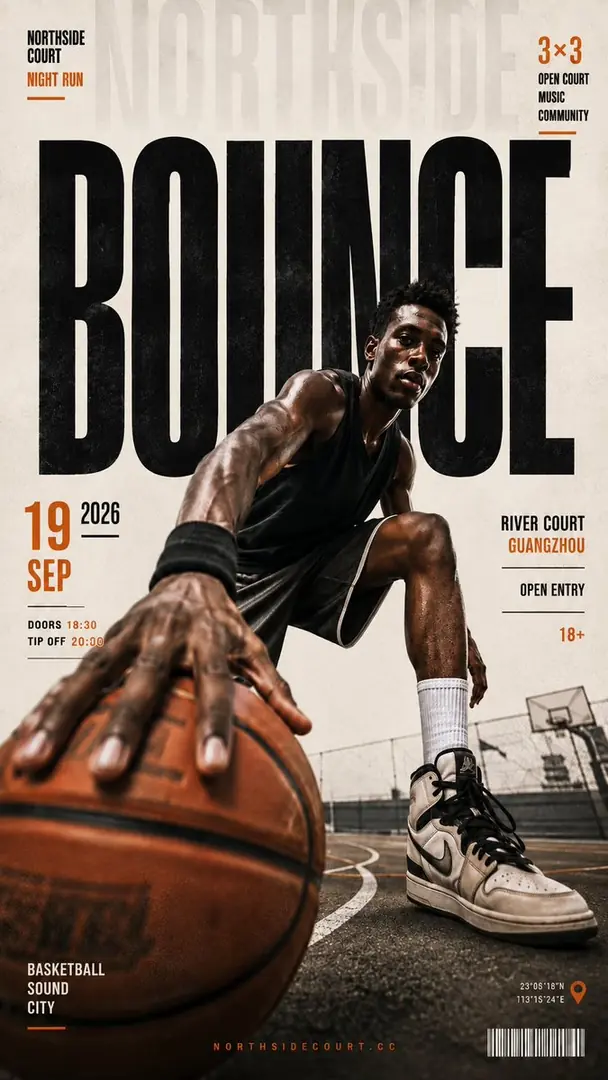 NORTHSIDE
NORTHSIDE
COURT
NIGHT RUN
3×3
OPEN COURT
MUSIC
COMMUNITY
BOUNCE
19
SEP
2026
DOORS 18:30
TIP OFF 20:00
RIVER COURT
GUANGZHOU
OPEN ENTRY
18+
BASKETBALL
SOUND
CITY
23°05'18"N
113°15'24"E
NORTHSIDECOURT.CC